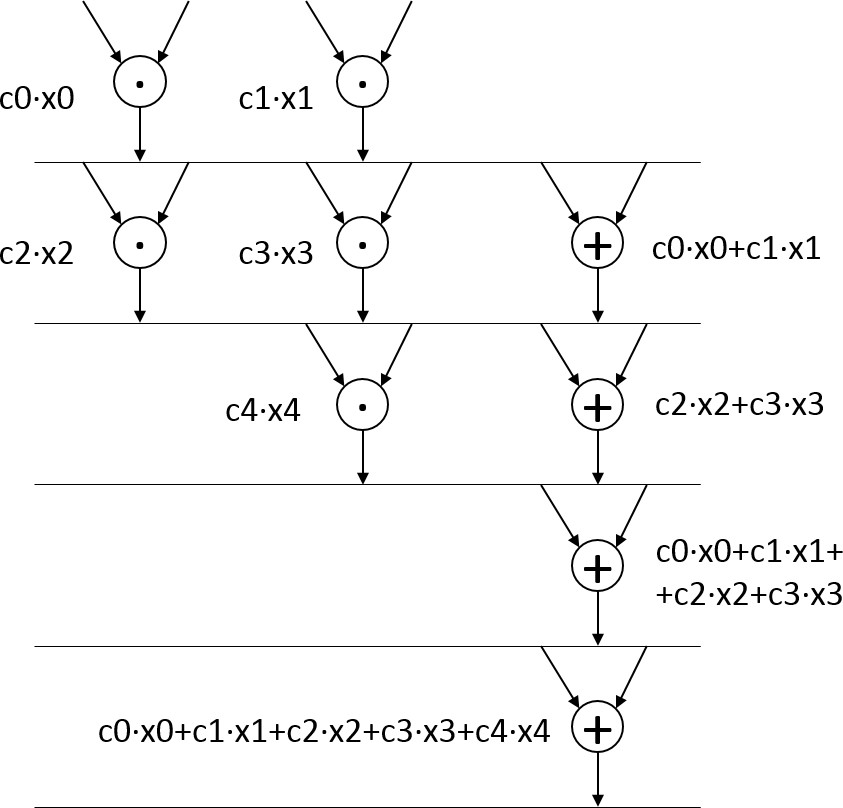 c0·x0
c1·x1
c2·x2
c3·x3
+
c0·x0+c1·x1
c4·x4
+
c2·x2+c3·x3
+
c0·x0+c1·x1+
+c2·x2+c3·x3
c0·x0+c1·x1+c2·x2+c3·x3+c4·x4
+